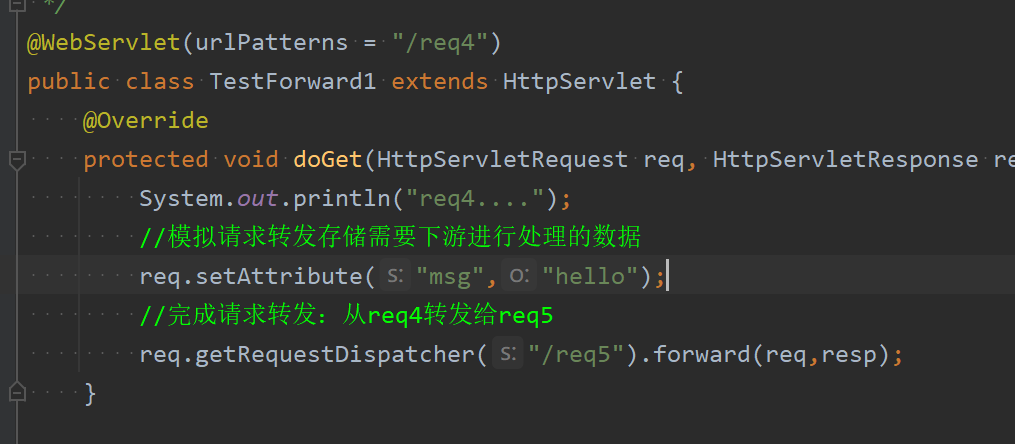 */
@WebServlet(urlPatterns = "/req4")
public class TestForward1 extends HttpServlet {
@Override
protected void doGet(HttpServletRequest req, HttpServletResponse re
System.out.println("req4....");
//模拟请求转发存储需要下游进行处理的数据
req.setAttribute( s: "msg", o: "hello");
//完成请求转发：从req4转发给req5
req.getRequestDispatcher( s: "/req5").forward(req,resp);
}